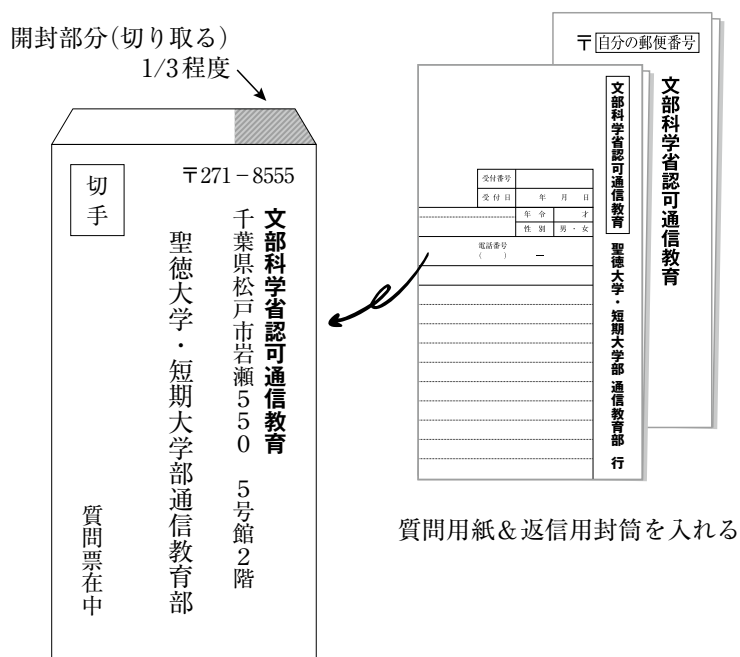 開封部分(切り取る)
1/3程度
切手
〒271-8555
文部科学省認可通信教育
千葉県松戸市岩瀬550 5号館2階
聖徳大学・短期大学部通信教育部
質問票在中
〒自分の郵便番号
文部科学省認可通信教育
文部科学省認可通信教育 聖徳大学・短期大学部 通信教育部 行
受付番号
受付日 年 月 日
年令 才
性別 男・女
電話番号
( ) ー
質問用紙&返信用封筒を入れる